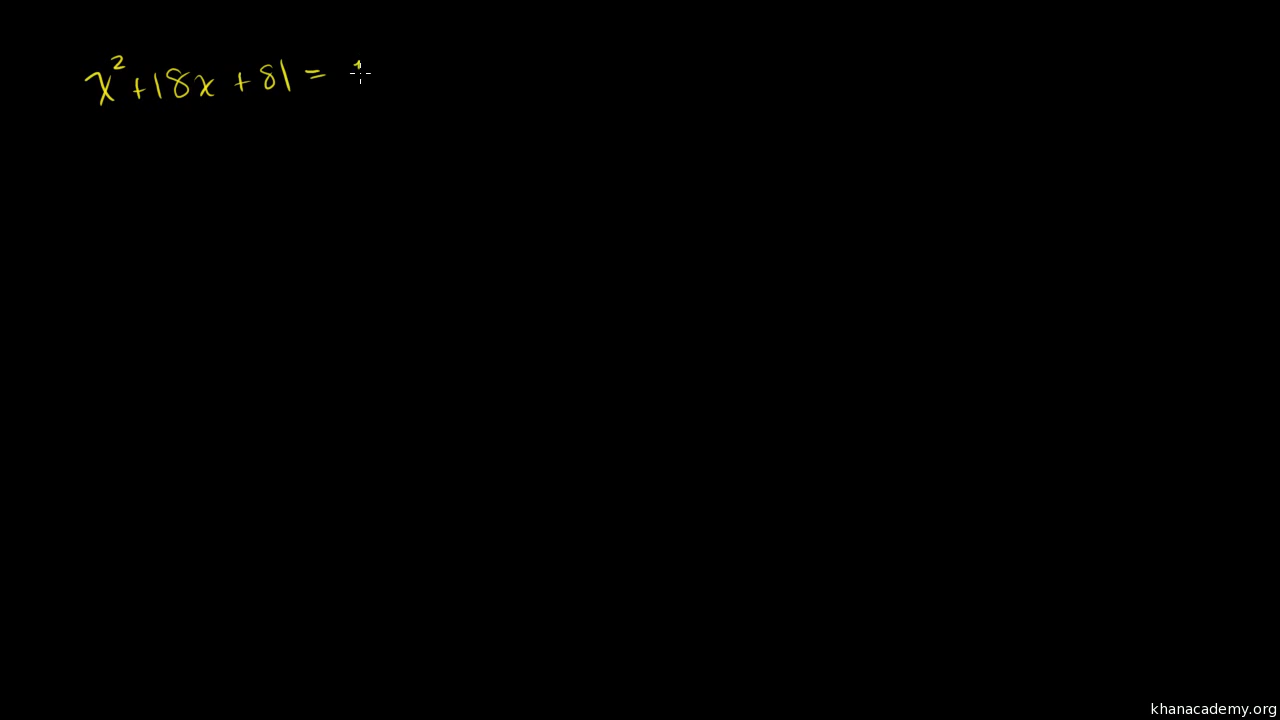 x² + 18x + 81 =
khanacademy.org